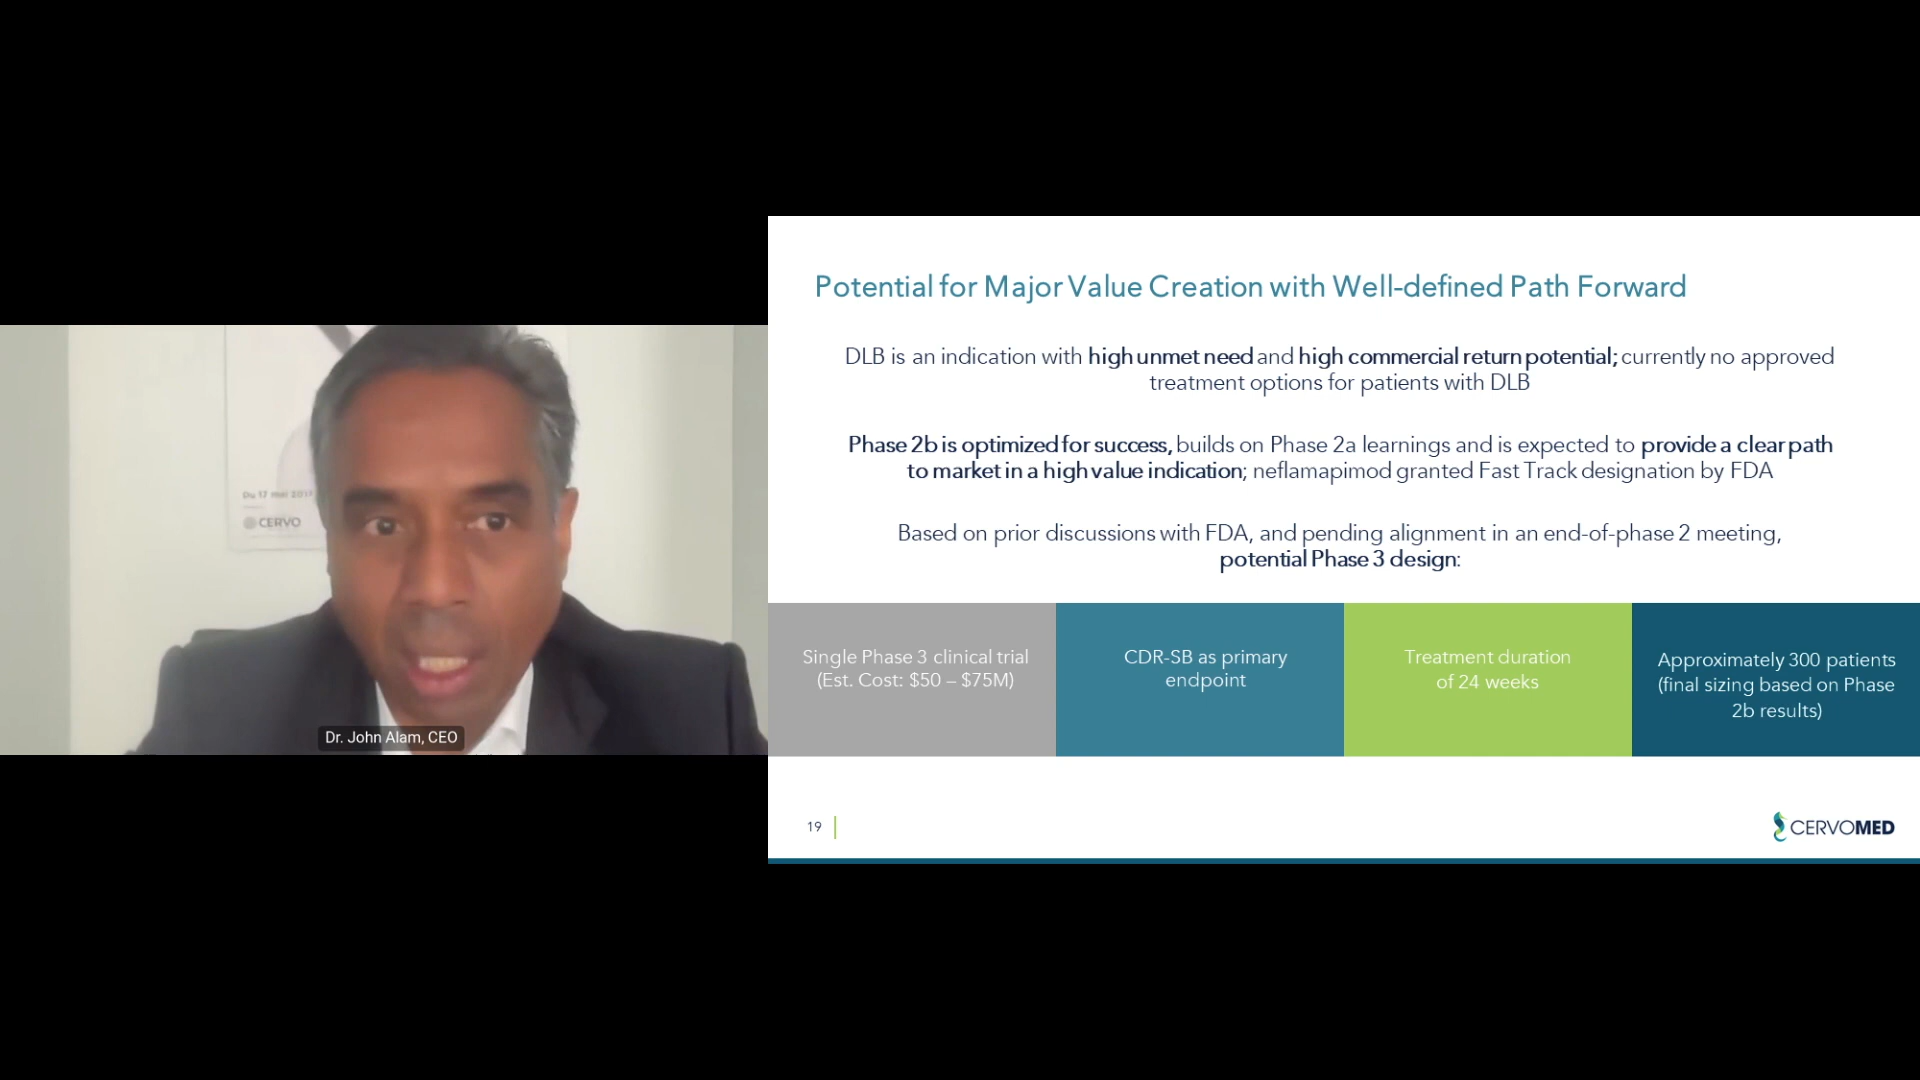 Du 17 mai 2017
CERVO
Dr. John Alam, CEO
Potential for Major Value Creation with Well-defined Path Forward
DLB is an indication with high unmet need and high commercial return potential; currently no approved
treatment options for patients with DLB
Phase 2b is optimized for success, builds on Phase 2a learnings and is expected to provide a clear path
to market in a high value indication; neflamapimod granted Fast Track designation by FDA
Based on prior discussions with FDA, and pending alignment in an end-of-phase 2 meeting,
potential Phase 3 design:
Single Phase 3 clinical trial
(Est. Cost: $50 – $75M)
CDR-SB as primary
endpoint
Treatment duration
of 24 weeks
Approximately 300 patients
(final sizing based on Phase
2b results)
19
CERVOMED